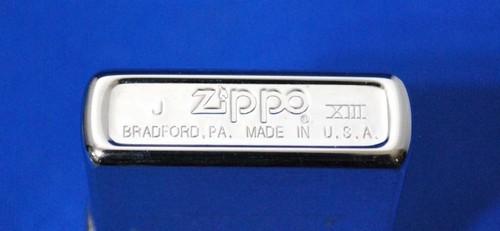 J Zippo® XIII
BRADFORD, PA. MADE IN U.S.A.